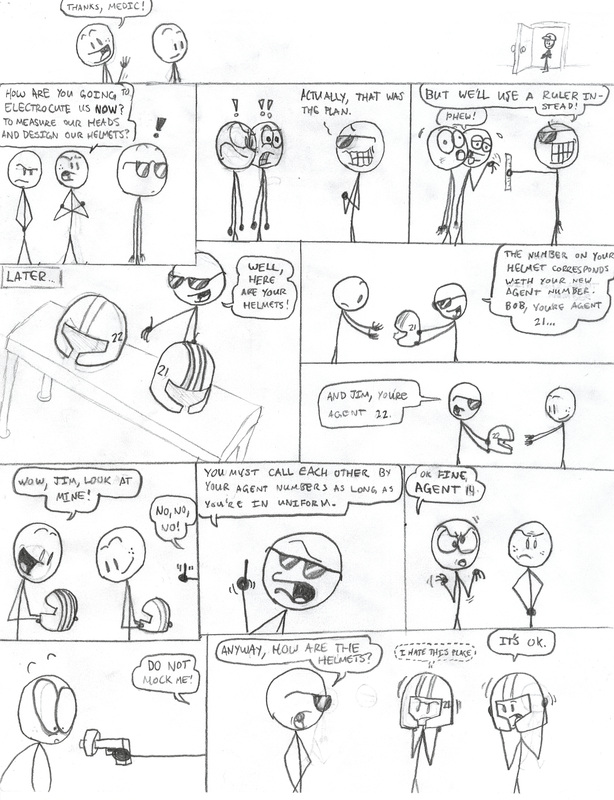 THANKS, MEDIC!
HOW ARE YOU GOING TO
ELECTROCUTE US NOW?
TO MEASURE OUR HEADS
AND DESIGN OUR HELMETS?
!
! !!
ACTUALLY, THAT WAS
THE PLAN.
BUT WE'LL USE A RULER IN-
STEAD!
PHEW!
LATER...
WELL,
HERE
ARE YOUR
HELMETS!
22
21
THE NUMBER ON YOUR
HELMET CORRESPONDS
WITH YOUR NEW
AGENT NUMBER.
BOB, YOU'RE AGENT
21...
21
AND JIM, YOU'RE
AGENT 22.
22
WOW, JIM, LOOK AT
MINE!
NO, NO,
NO!
YOU MUST CALL EACH OTHER BY
YOUR AGENT NUMBERS AS LONG AS
YOU'RE IN UNIFORM.
OK FINE,
AGENT 14.
DO NOT
MOCK ME!
ANYWAY, HOW ARE THE
HELMETS?
I HATE THIS PLACE
21
IT'S OK.